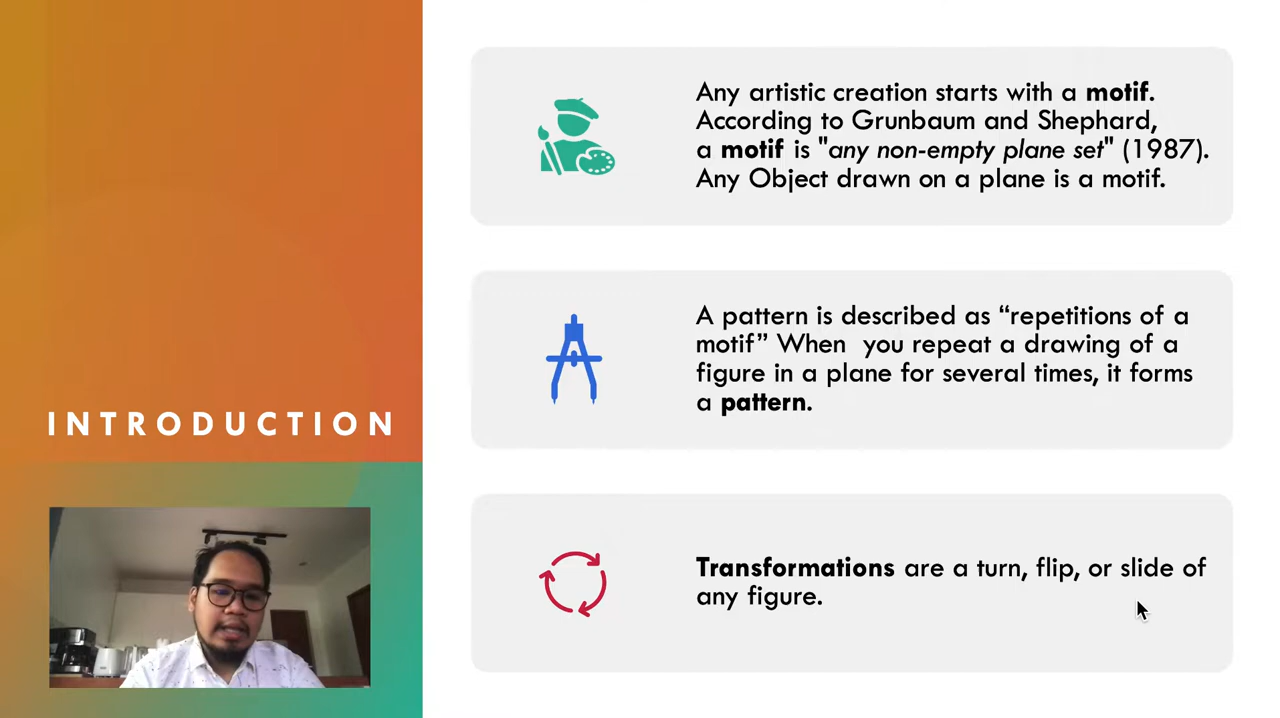 INTRODUCTION
Any artistic creation starts with a motif.
According to Grunbaum and Shephard,
a motif is "any non-empty plane set" (1987).
Any Object drawn on a plane is a motif.
A pattern is described as “repetitions of a
motif” When  you repeat a drawing of a
figure in a plane for several times, it forms
a pattern.
Transformations are a turn, flip, or slide of
any figure.